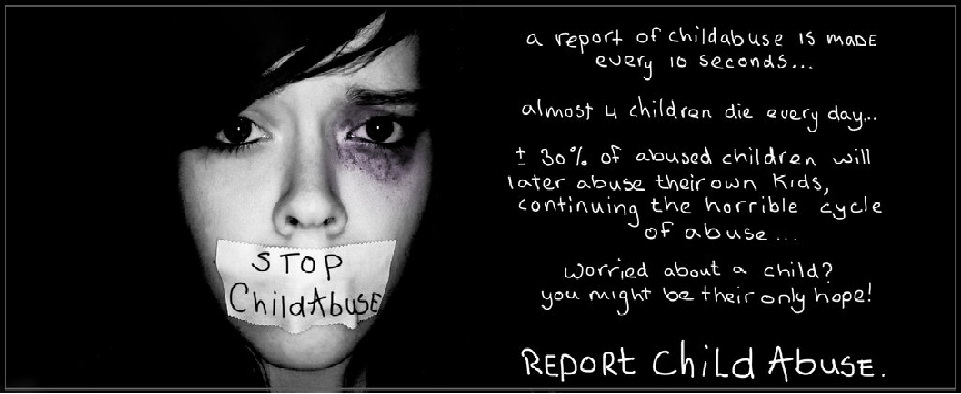 STOP
ChildAbuse
a report of childabuse is made
every 10 seconds...
almost 4 children die every day...
± 30% of abused children will
later abuse their own kids,
continuing the horrible cycle
of abuse...
worried about a child?
you might be their only hope!
REPORT Child Abuse.